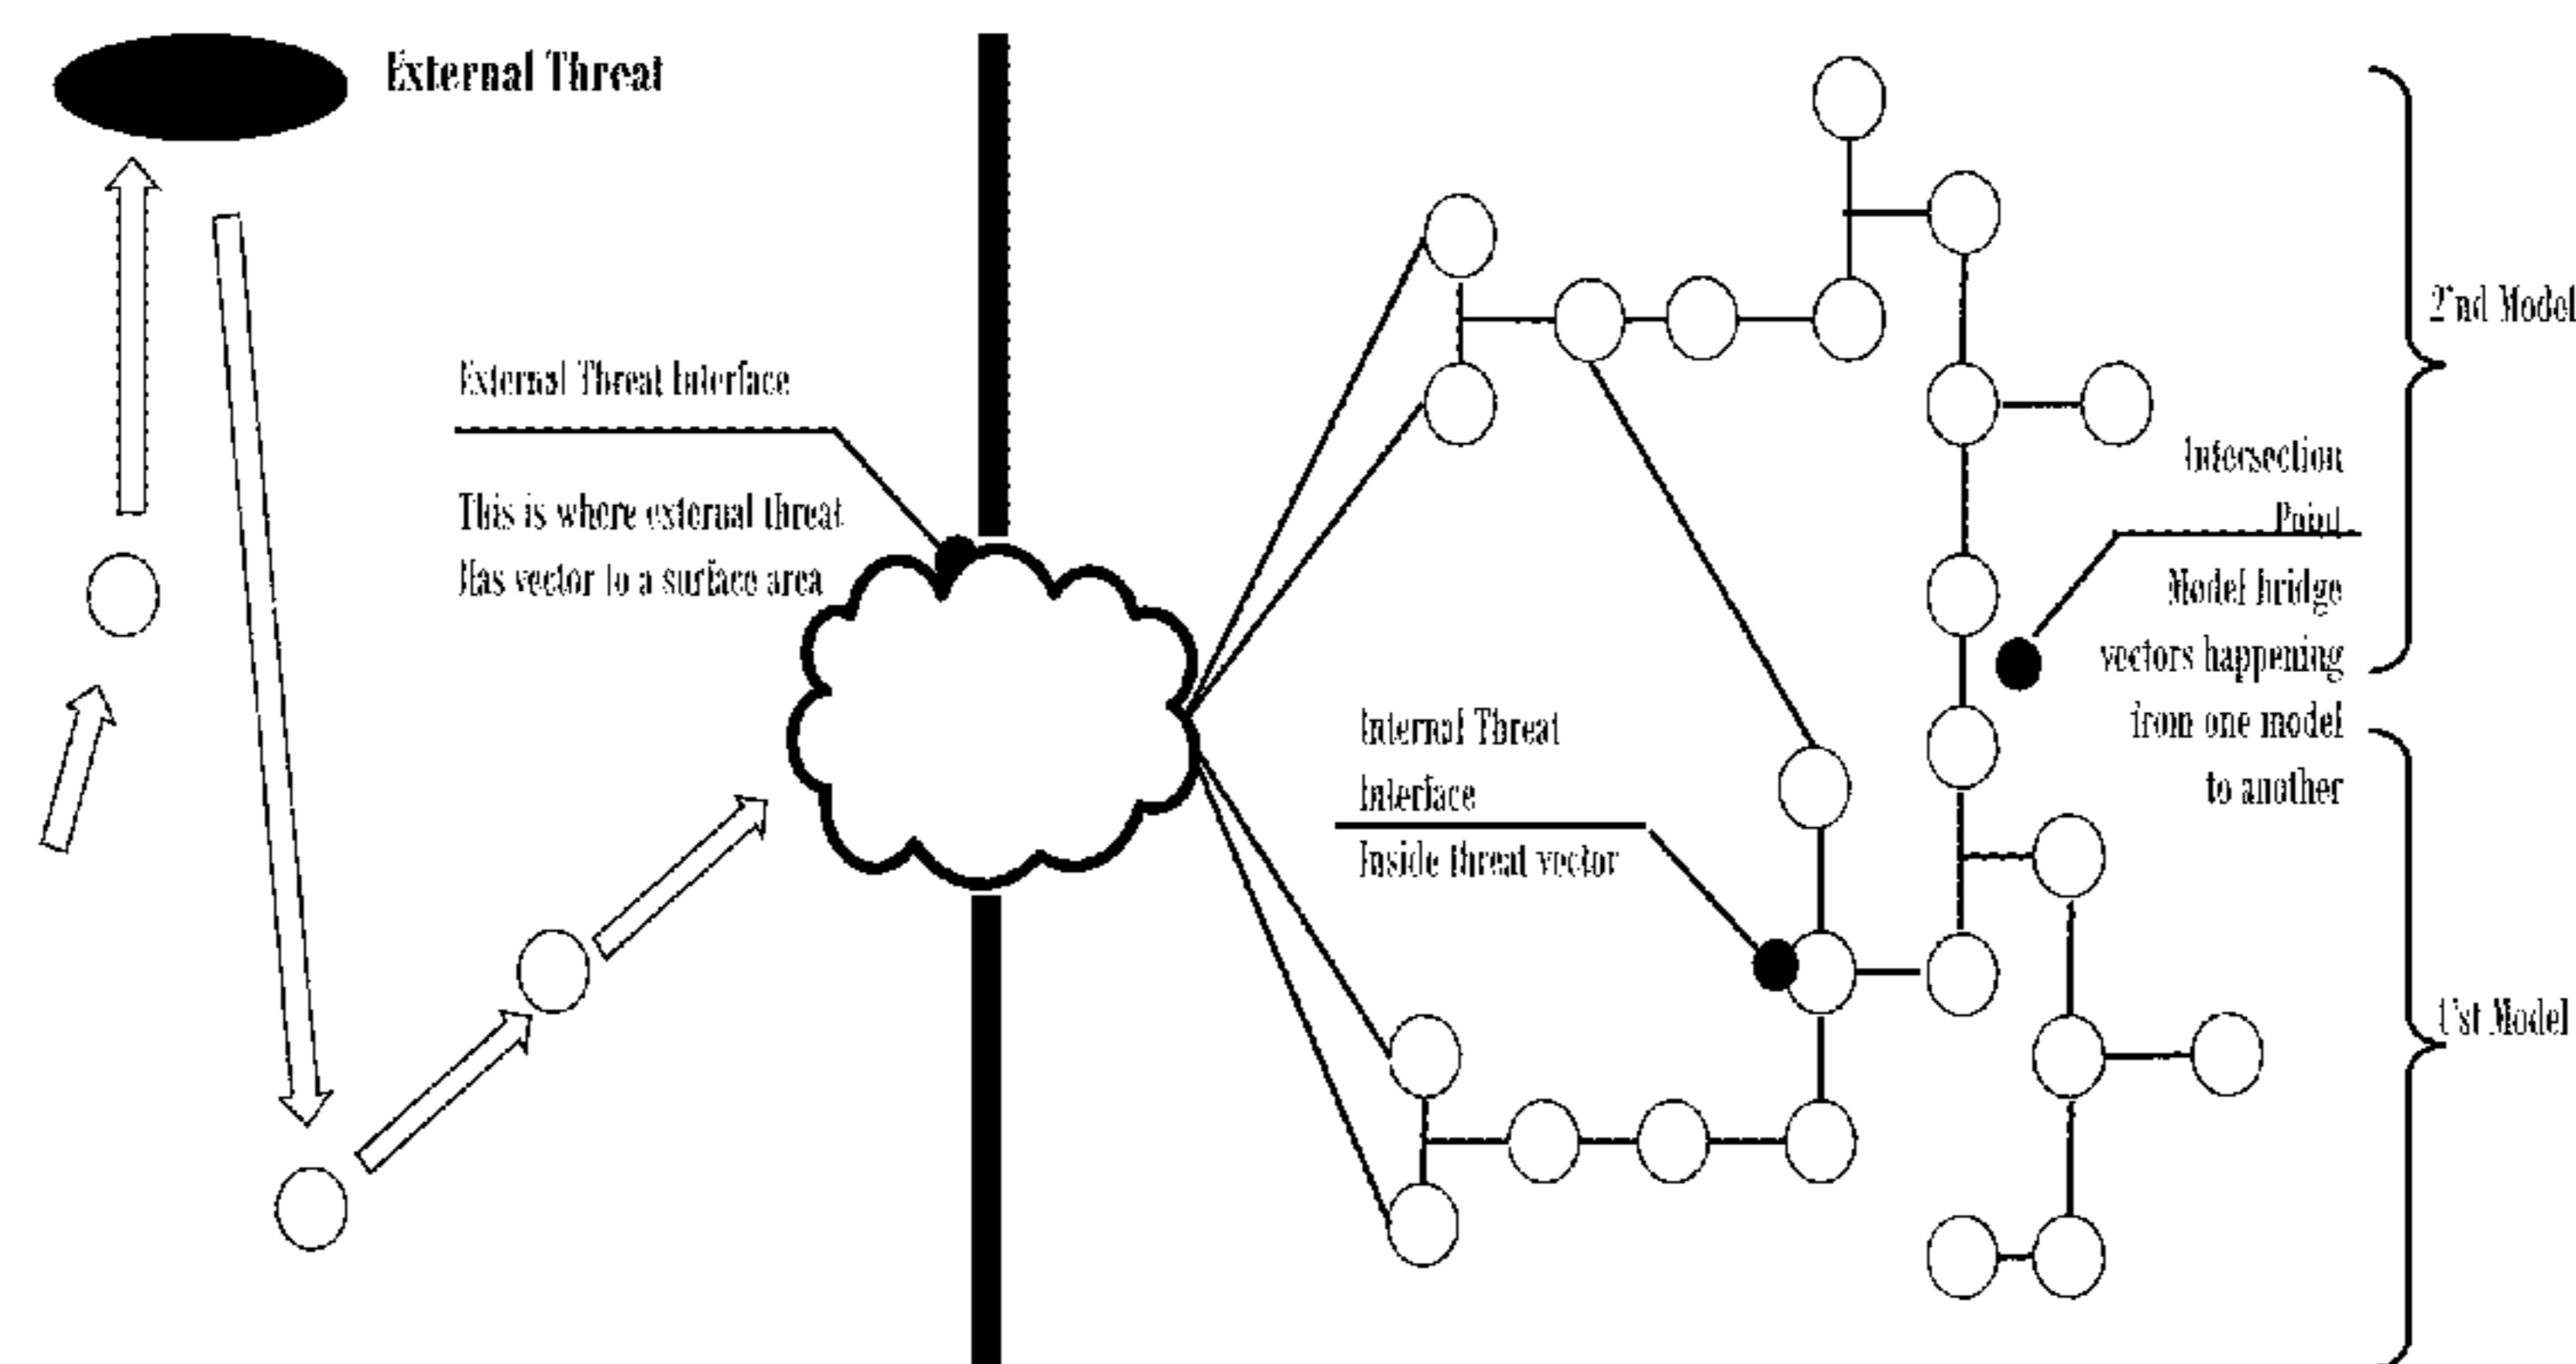 External Threat
External Threat Interface
This is where external threat
Has vector to a surface area
Internal Threat
Interface
Inside threat vector
Intersection
Point
Model bridge
vectors happening
from one model
to another
2'nd Model
1'st Model